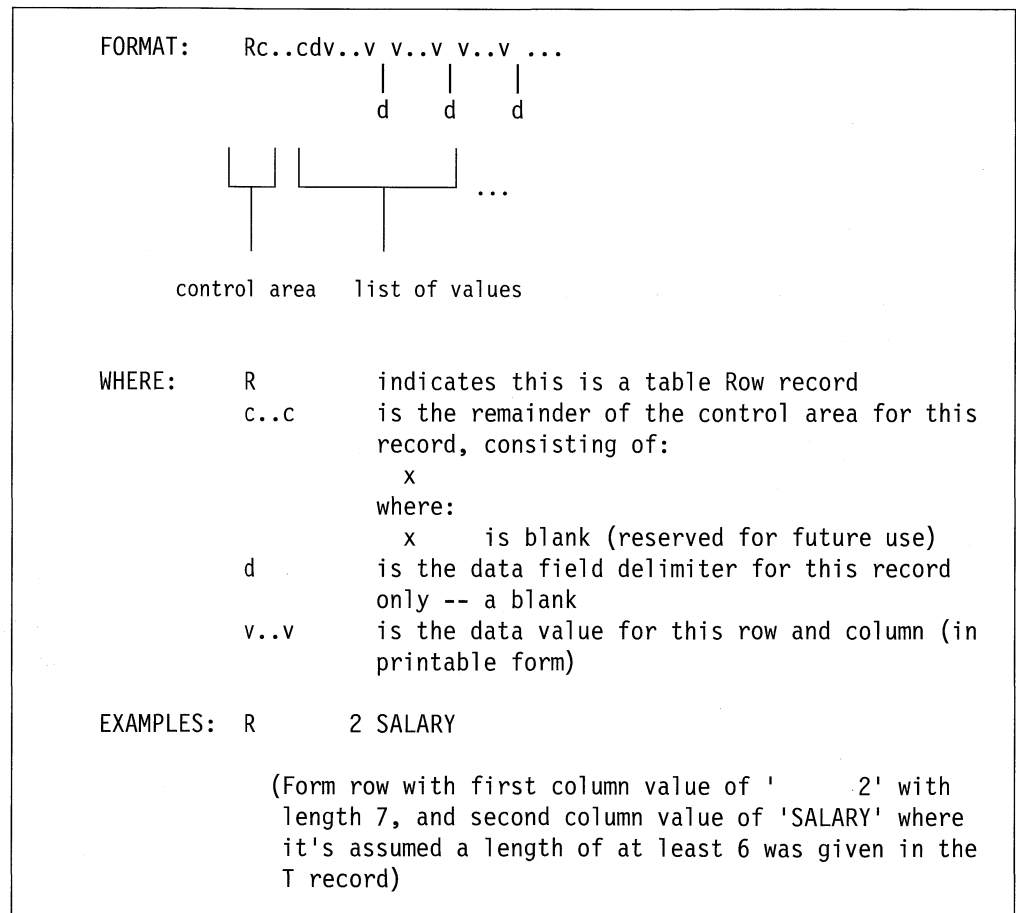 FORMAT: Rc..cdv..v v..v v..v ...
d d d
...
control area list of values
WHERE: R indicates this is a table Row record
c..c is the remainder of the control area for this
record, consisting of:
x
where:
x is blank (reserved for future use)
d is the data field delimiter for this record
only -- a blank
v..v is the data value for this row and column (in
printable form)
EXAMPLES: R      2 SALARY
(Form row with first column value of '      2' with
length 7, and second column value of 'SALARY' where
it's assumed a length of at least 6 was given in the
T record)